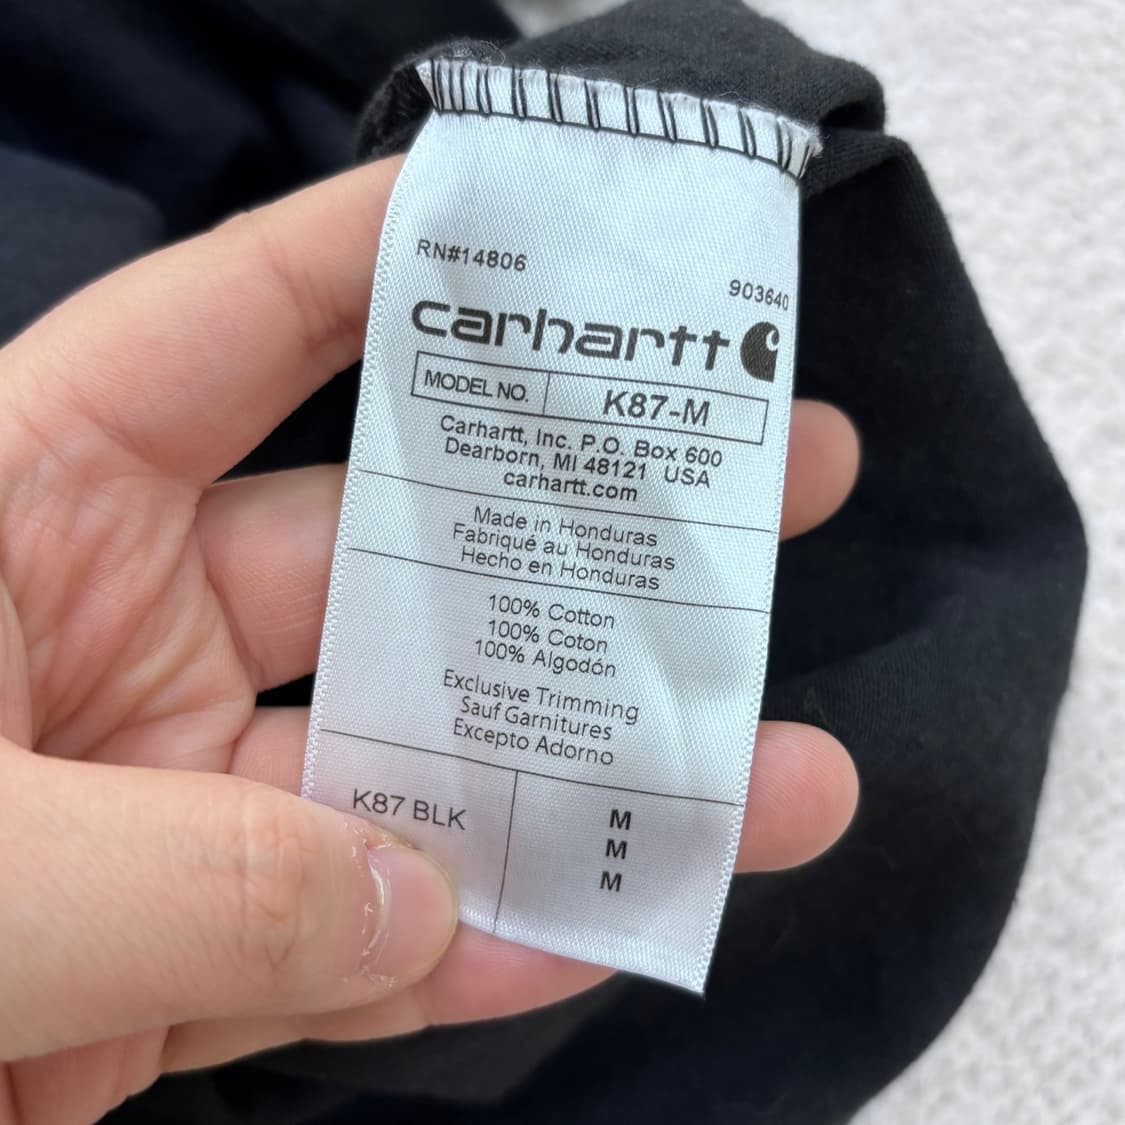 RN#14806
903640
carhartt
MODEL NO. K87-M
Carhartt, Inc. P.O. Box 600
Dearborn, MI 48121 USA
carhartt.com
Made in Honduras
Fabriqué au Honduras
Hecho en Honduras
100% Cotton
100% Coton
100% Algodón
Exclusive Trimming
Sauf Garnitures
Excepto Adorno
K87 BLK
M
M
M